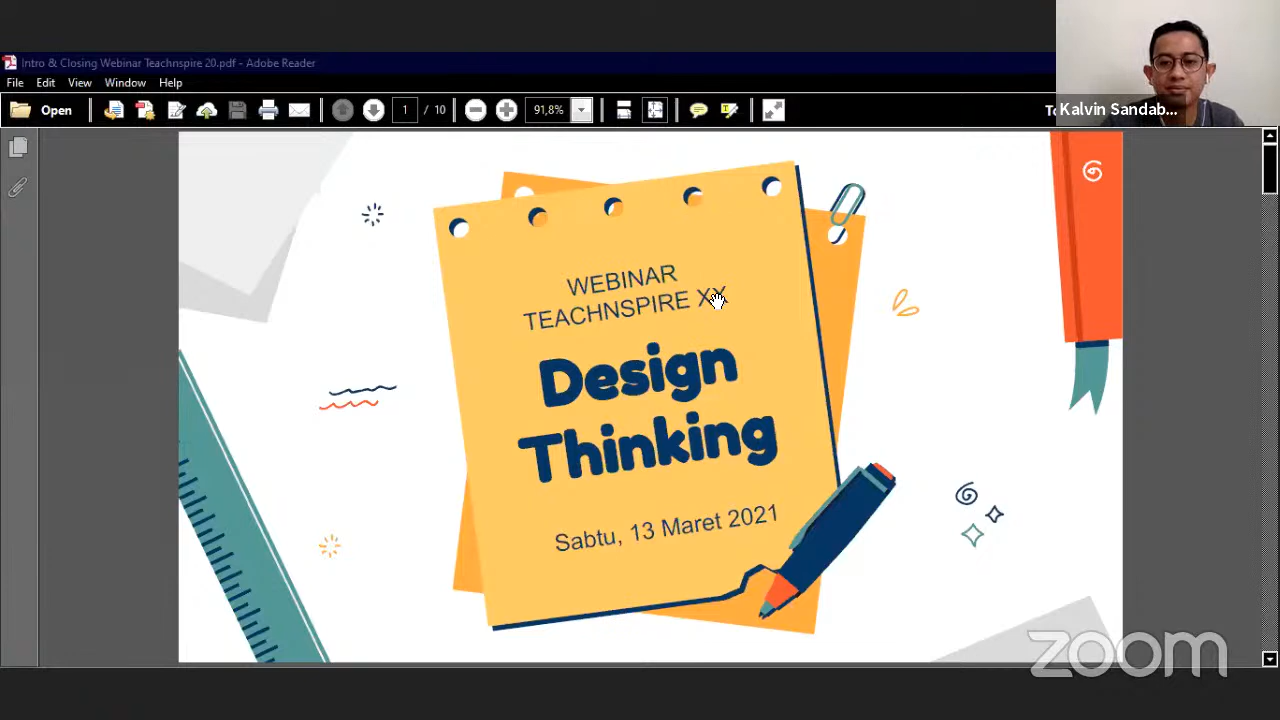 Intro & Closing Webinar Teachnspire 20.pdf - Adobe Reader
File Edit View Window Help
Open 1 / 10 91,8%
Kalvin Sandab...
WEBINAR
TEACHNSPIRE XX
Design
Thinking
Sabtu, 13 Maret 2021
zoom